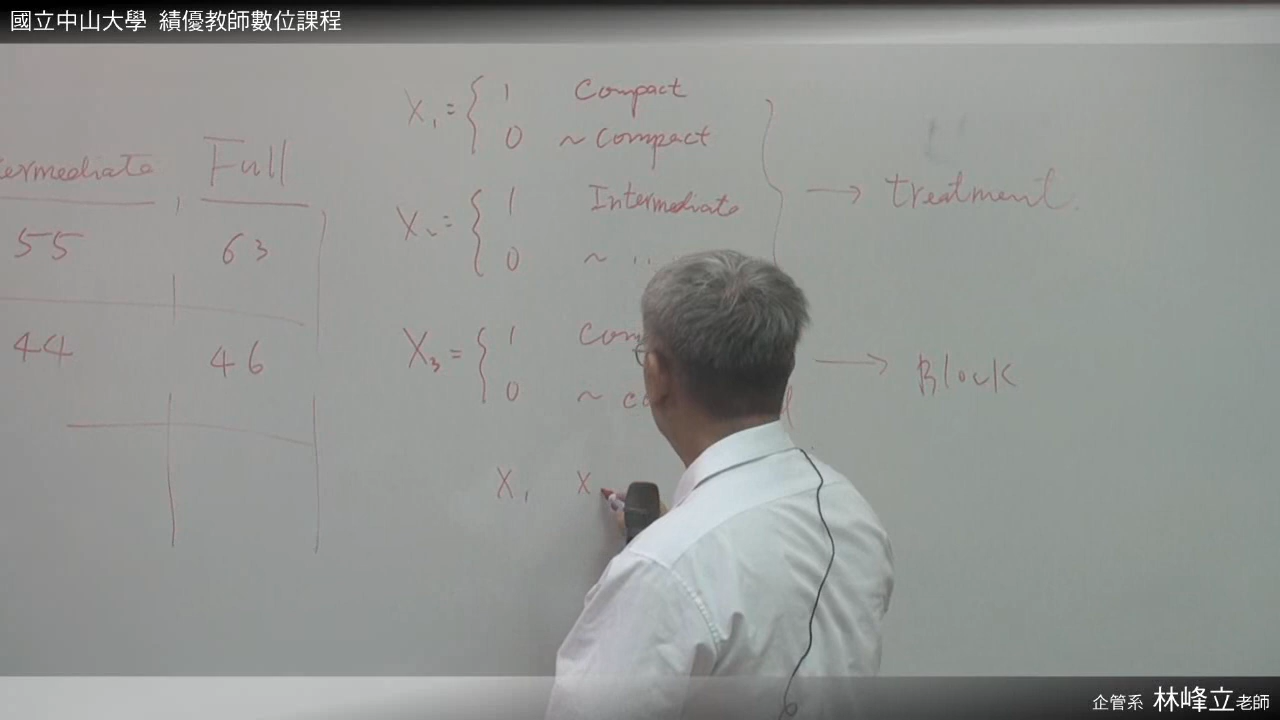 國立中山大學 績優教師數位課程
ermediate, Full
55 63
44 46
X₁ = { 1 Compact
0 ~ Compact
X₂ = { 1 Intermediate
0 ~ ..
→ treatment.
X₃ = { 1 Com
0 ~ co
→ Block
X₁ X
企管系 林峰立老師